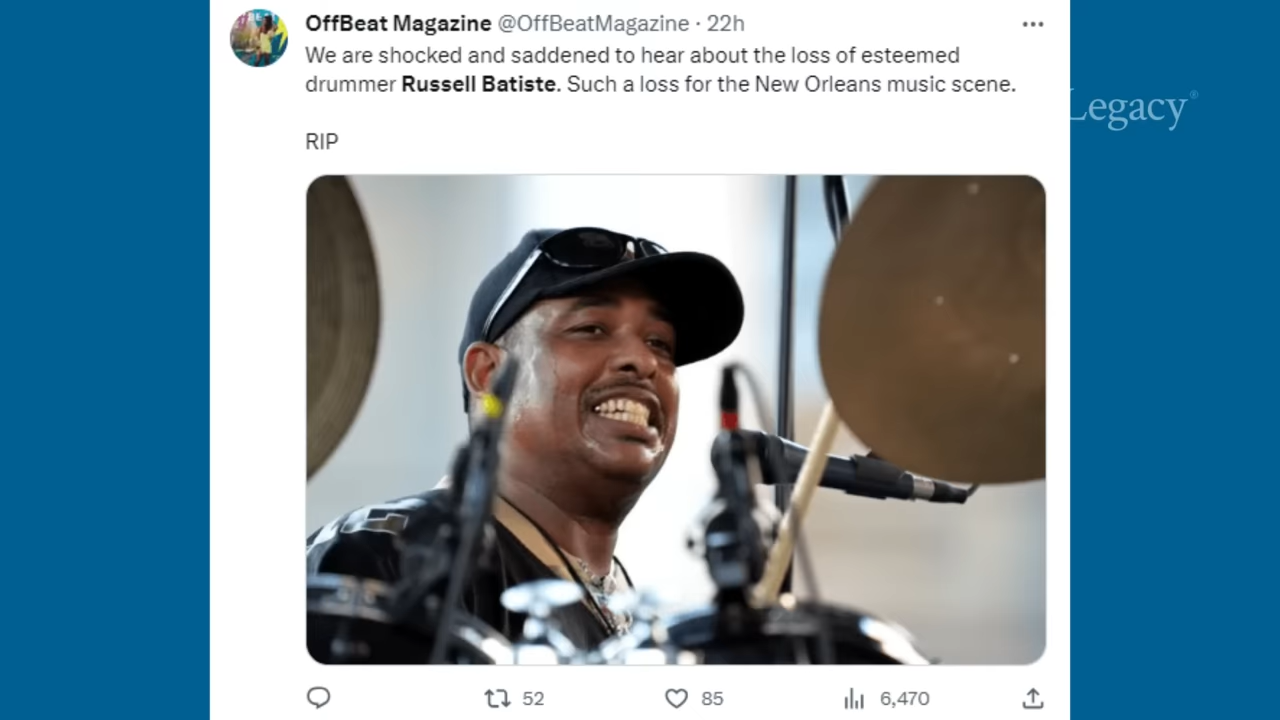 OffBeat Magazine @OffBeatMagazine · 22h
We are shocked and saddened to hear about the loss of esteemed
drummer Russell Batiste. Such a loss for the New Orleans music scene.
Legacy®
RIP
52 85 6,470